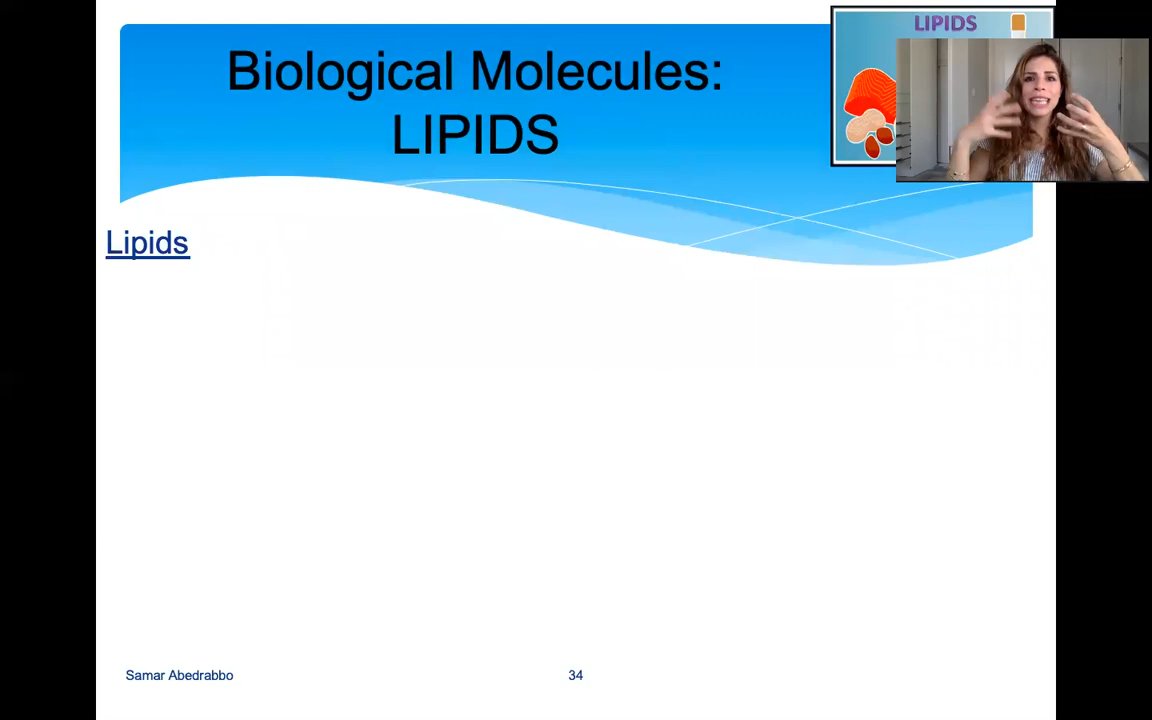 Biological Molecules:
LIPIDS
LIPIDS
Lipids
Samar Abedrabbo
34